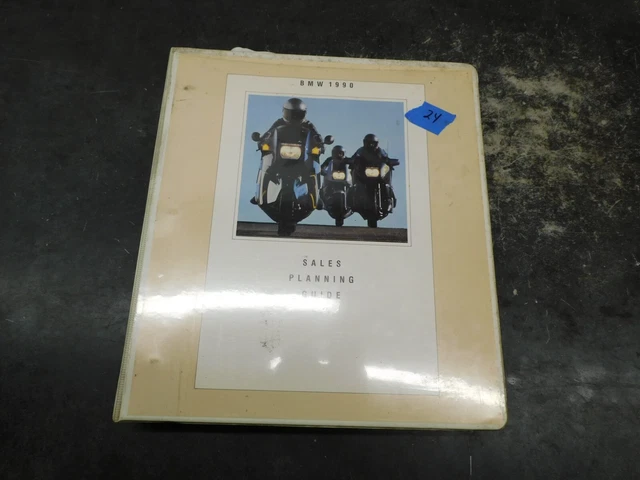 BMW 1990
24
SALES
PLANNING
GUIDE